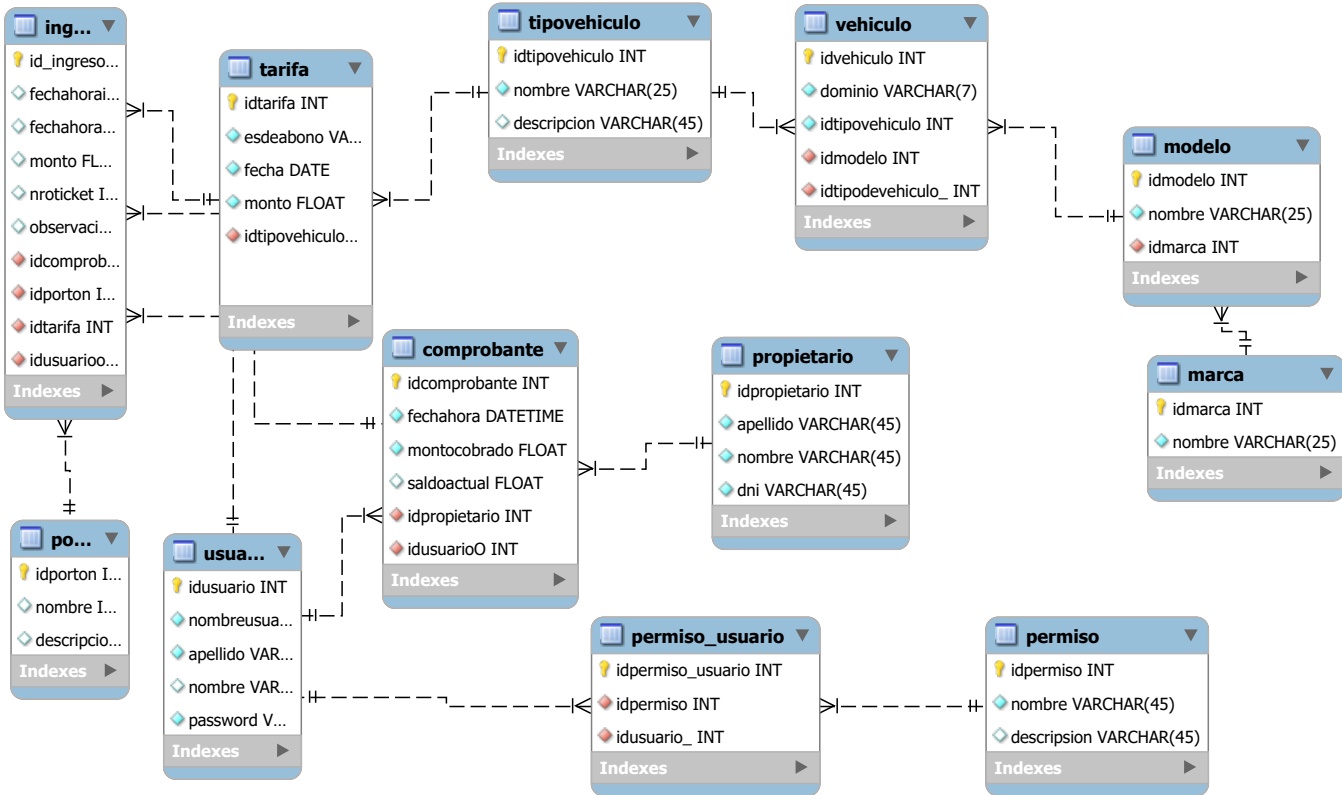 ing...
id_ingreso...
fechahorai...
fechahora...
monto FL...
nroticket I...
observaci...
idcomprob...
idporton I...
idtarifa INT
idusuarioo...
Indexes
tarifa
idtarifa INT
esdeabono VA...
fecha DATE
monto FLOAT
idtipovehiculo...
Indexes
tipovehiculo
idtipovehiculo INT
nombre VARCHAR(25)
descripcion VARCHAR(45)
Indexes
vehiculo
idvehiculo INT
dominio VARCHAR(7)
idtipovehiculo INT
idmodelo INT
idtipodevehiculo_ INT
Indexes
modelo
idmodelo INT
nombre VARCHAR(25)
idmarca INT
Indexes
marca
idmarca INT
nombre VARCHAR(25)
Indexes
comprobante
idcomprobante INT
fechahora DATETIME
montocobrado FLOAT
saldoactual FLOAT
idpropietario INT
idusuarioO INT
Indexes
propietario
idpropietario INT
apellido VARCHAR(45)
nombre VARCHAR(45)
dni VARCHAR(45)
Indexes
po...
idporton I...
nombre I...
descripcio...
Indexes
usua...
idusuario INT
nombreusua...
apellido VAR...
nombre VAR...
password V...
Indexes
permiso_usuario
idpermiso_usuario INT
idpermiso INT
idusuario_ INT
Indexes
permiso
idpermiso INT
nombre VARCHAR(45)
descripsion VARCHAR(45)
Indexes